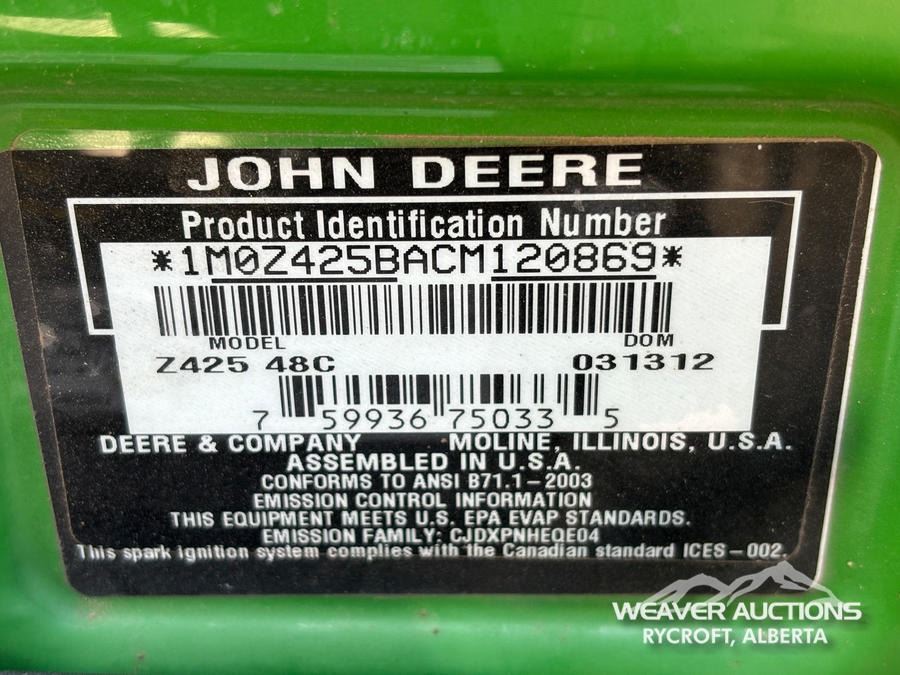 JOHN DEERE
Product Identification Number
*1M0Z425BACM120869*
MODEL DOM
Z425 48C 031312
7 59936 75033 5
DEERE & COMPANY MOLINE, ILLINOIS, U.S.A.
ASSEMBLED IN U.S.A.
CONFORMS TO ANSI B71.1-2003
EMISSION CONTROL INFORMATION
THIS EQUIPMENT MEETS U.S. EPA EVAP STANDARDS.
EMISSION FAMILY: CJDXPNHEQE04
This spark ignition system complies with the Canadian standard ICES-002.
WEAVER AUCTIONS
RYCROFT, ALBERTA